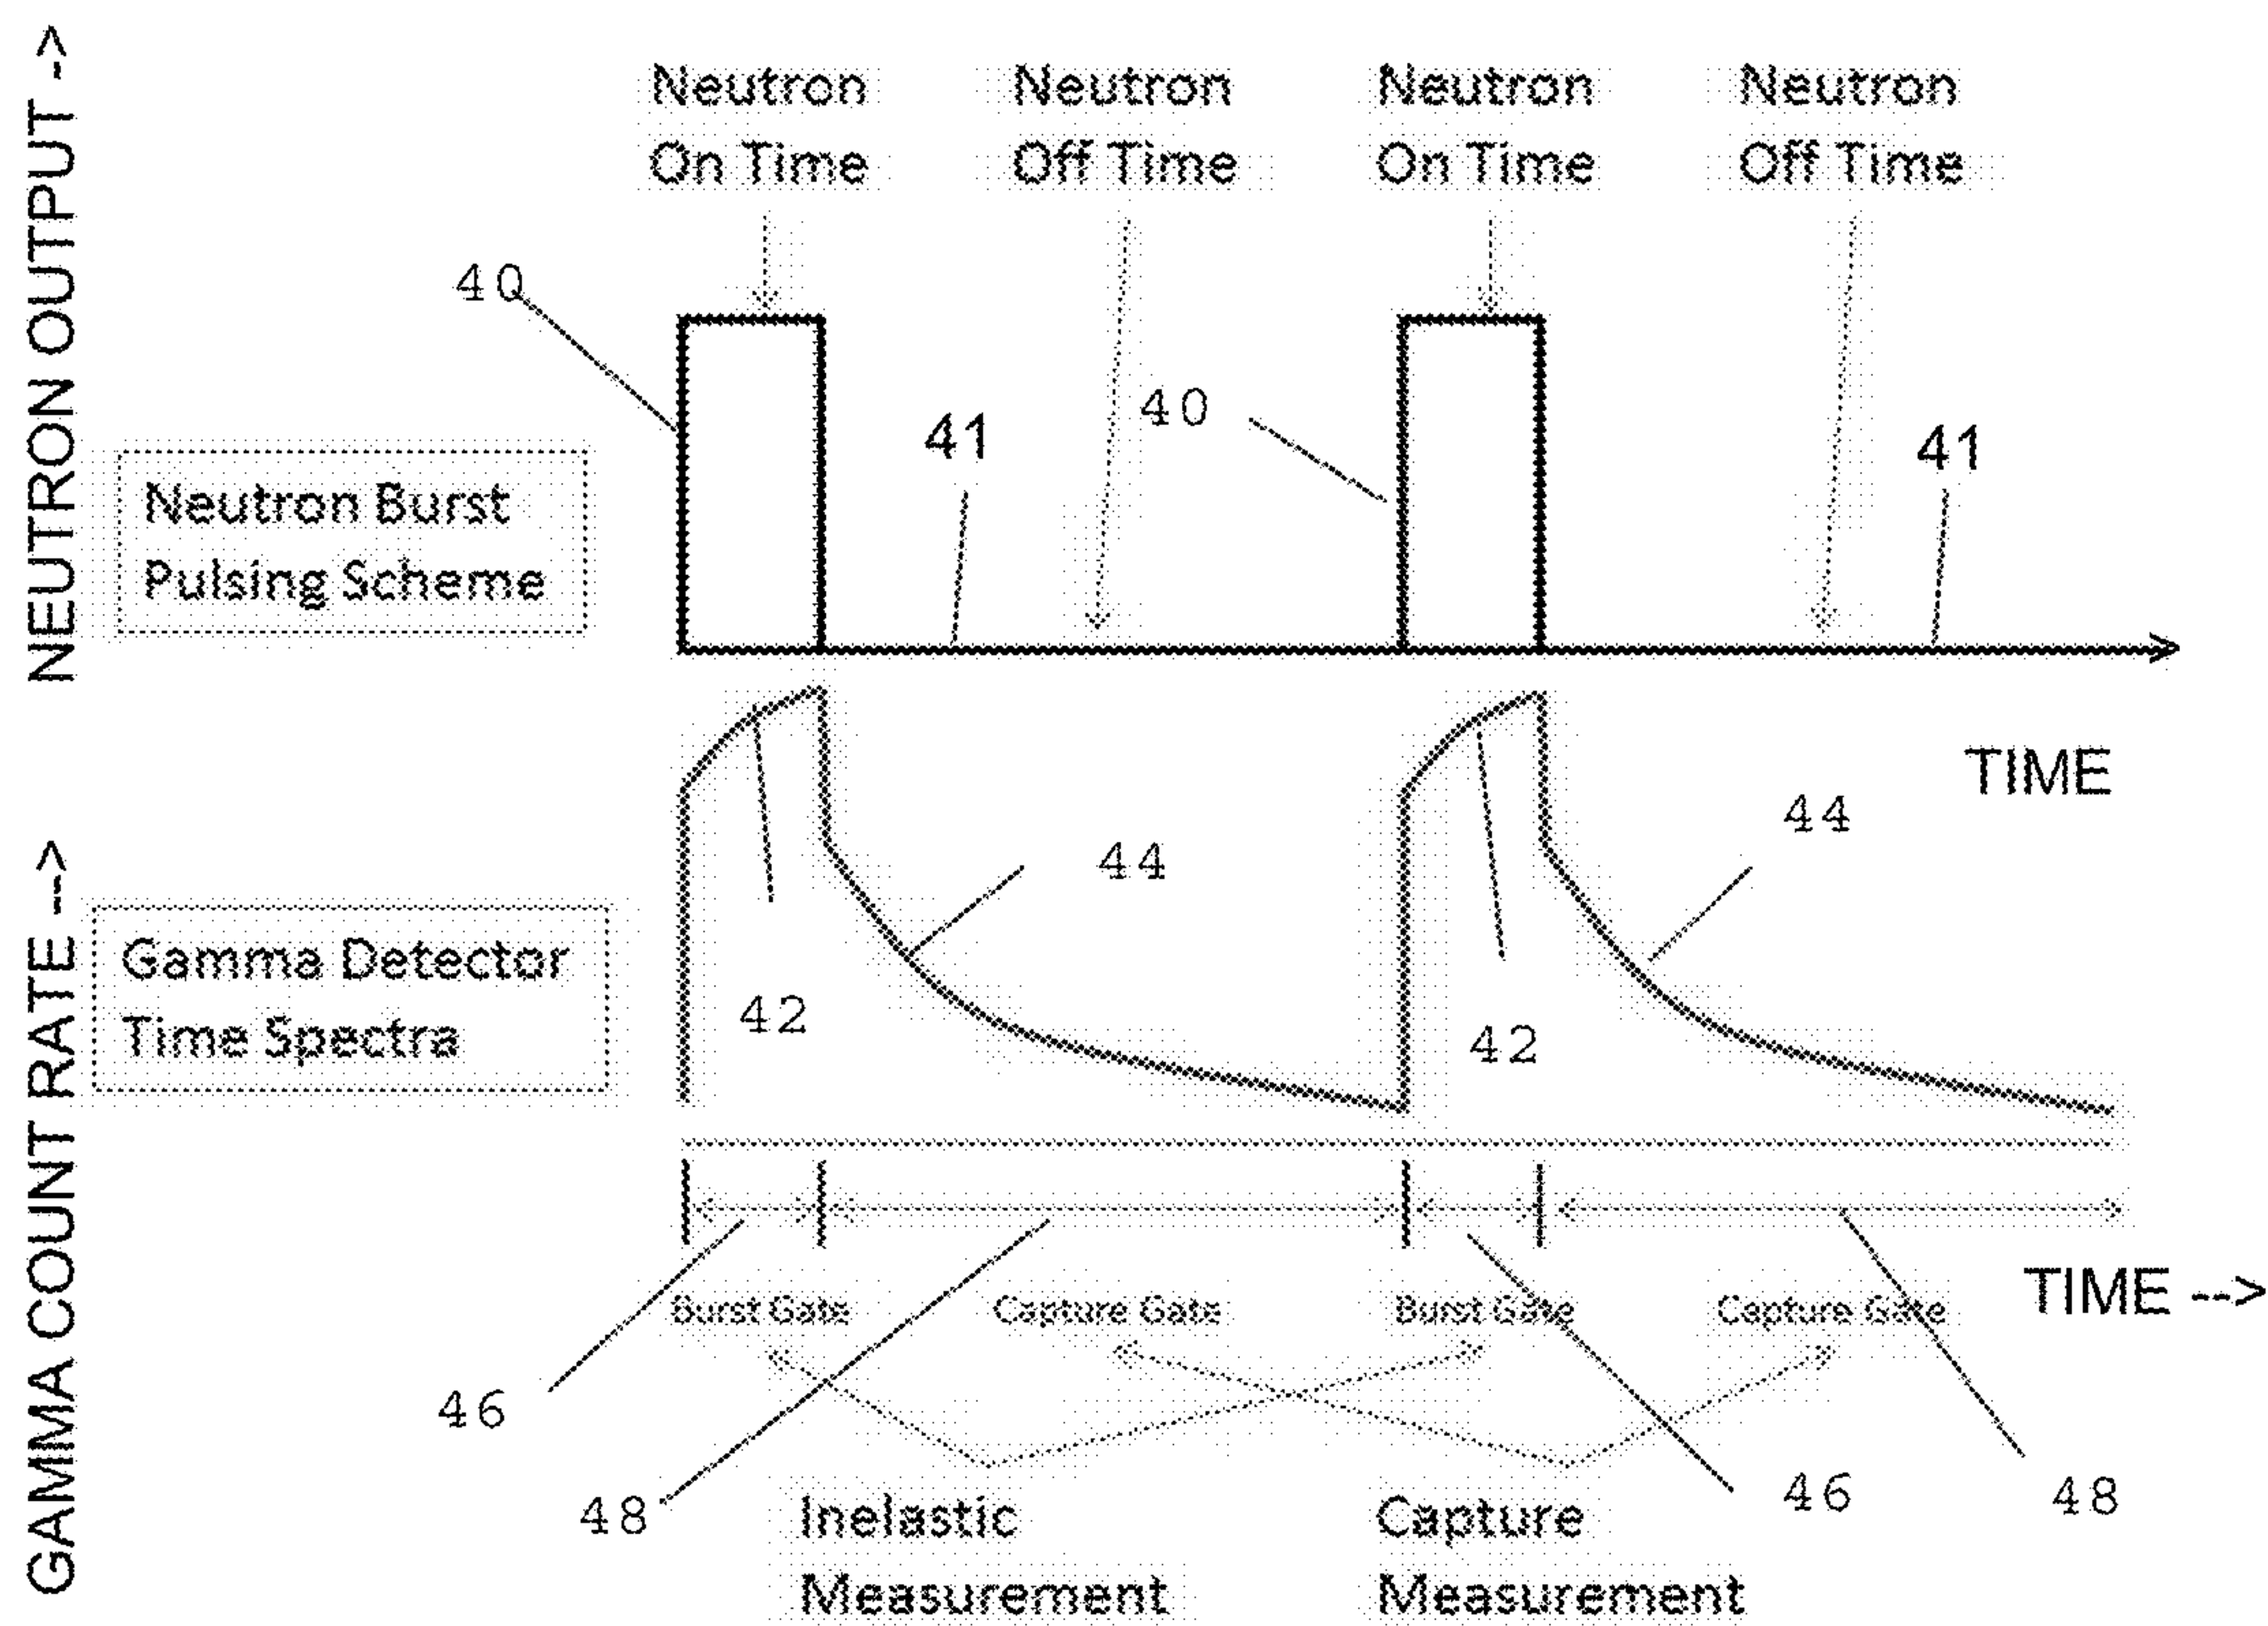 NEUTRON OUTPUT ->
Neutron
On Time
Neutron
Off Time
Neutron
On Time
Neutron
Off Time
40
41
40
41
Neutron Burst
Pulsing Scheme
TIME
GAMMA COUNT RATE -->
Gamma Detector
Time Spectra
42
44
42
44
Burst Gate
Capture Gate
Burst Gate
Capture Gate
TIME -->
46
48
46
48
Inelastic
Measurement
Capture
Measurement